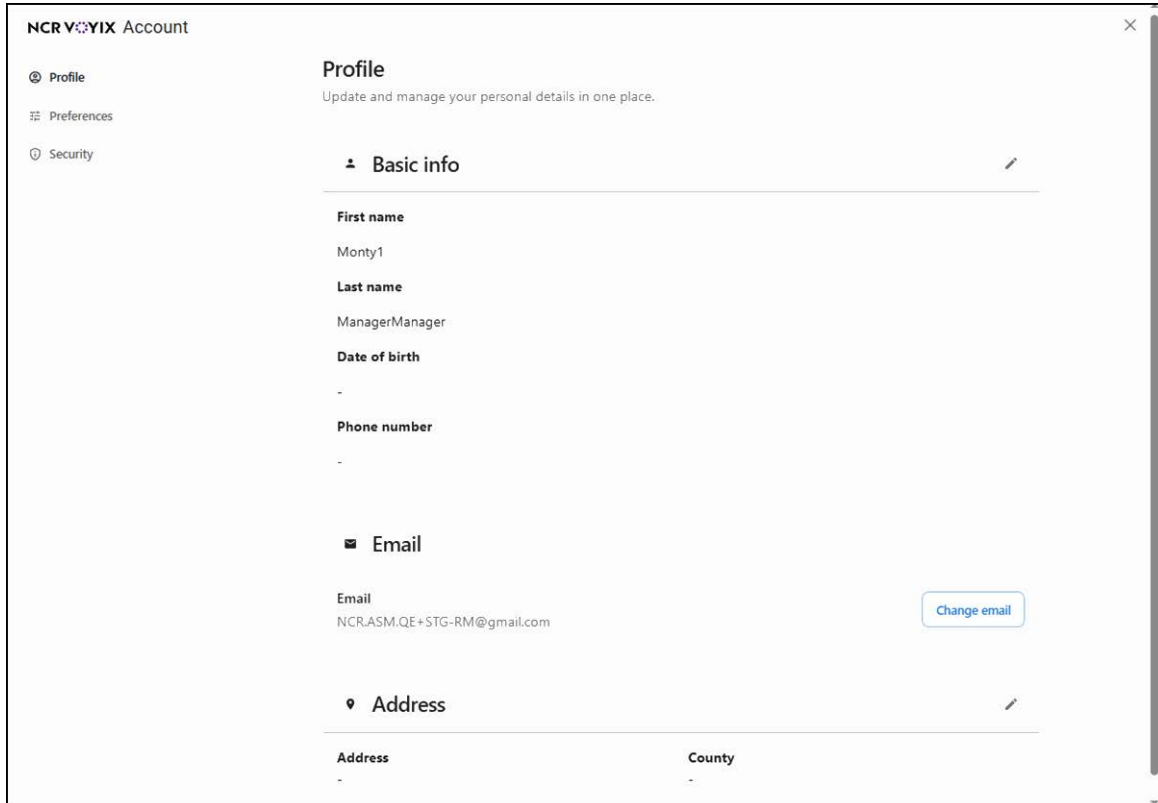 NCR VOYIX Account
Profile
Preferences
Security
Profile
Update and manage your personal details in one place.
Basic info
First name
Monty1
Last name
ManagerManager
Date of birth
-
Phone number
-
Email
Email
NCR.ASM.QE+STG-RM@gmail.com
Change email
Address
Address County
- -